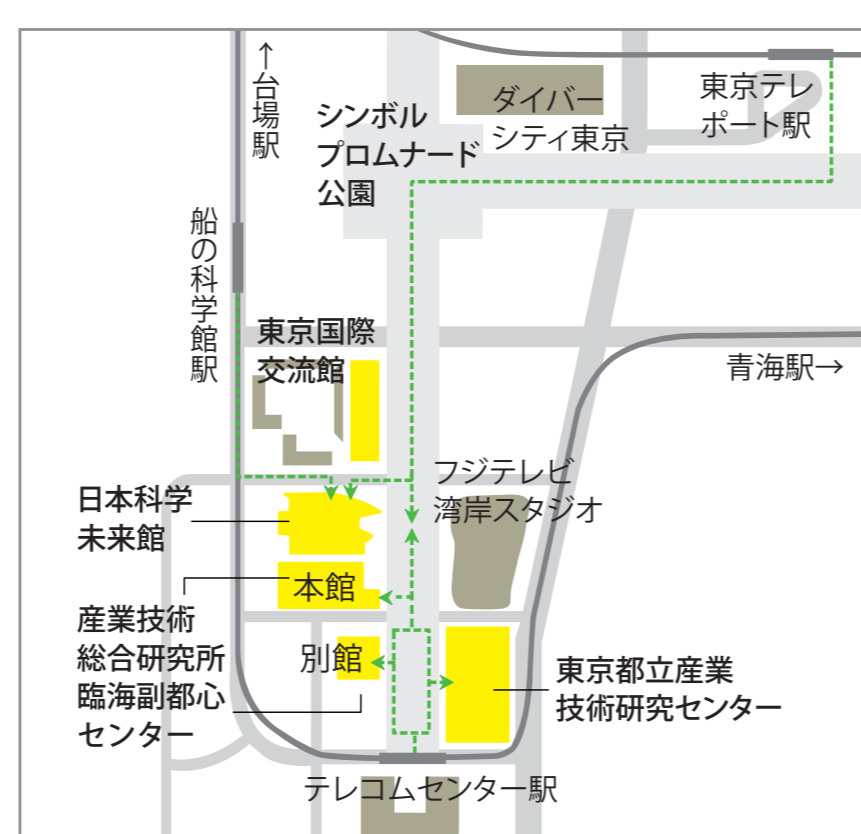 ↑台場駅
シンボル
プロムナード
公園
ダイバー
シティ東京
東京テレ
ポート駅
船の科学館駅
東京国際
交流館
青海駅→
フジテレビ
湾岸スタジオ
日本科学
未来館
本館
産業技術
総合研究所
臨海副都心
センター
別館
東京都立産業
技術研究センター
テレコムセンター駅